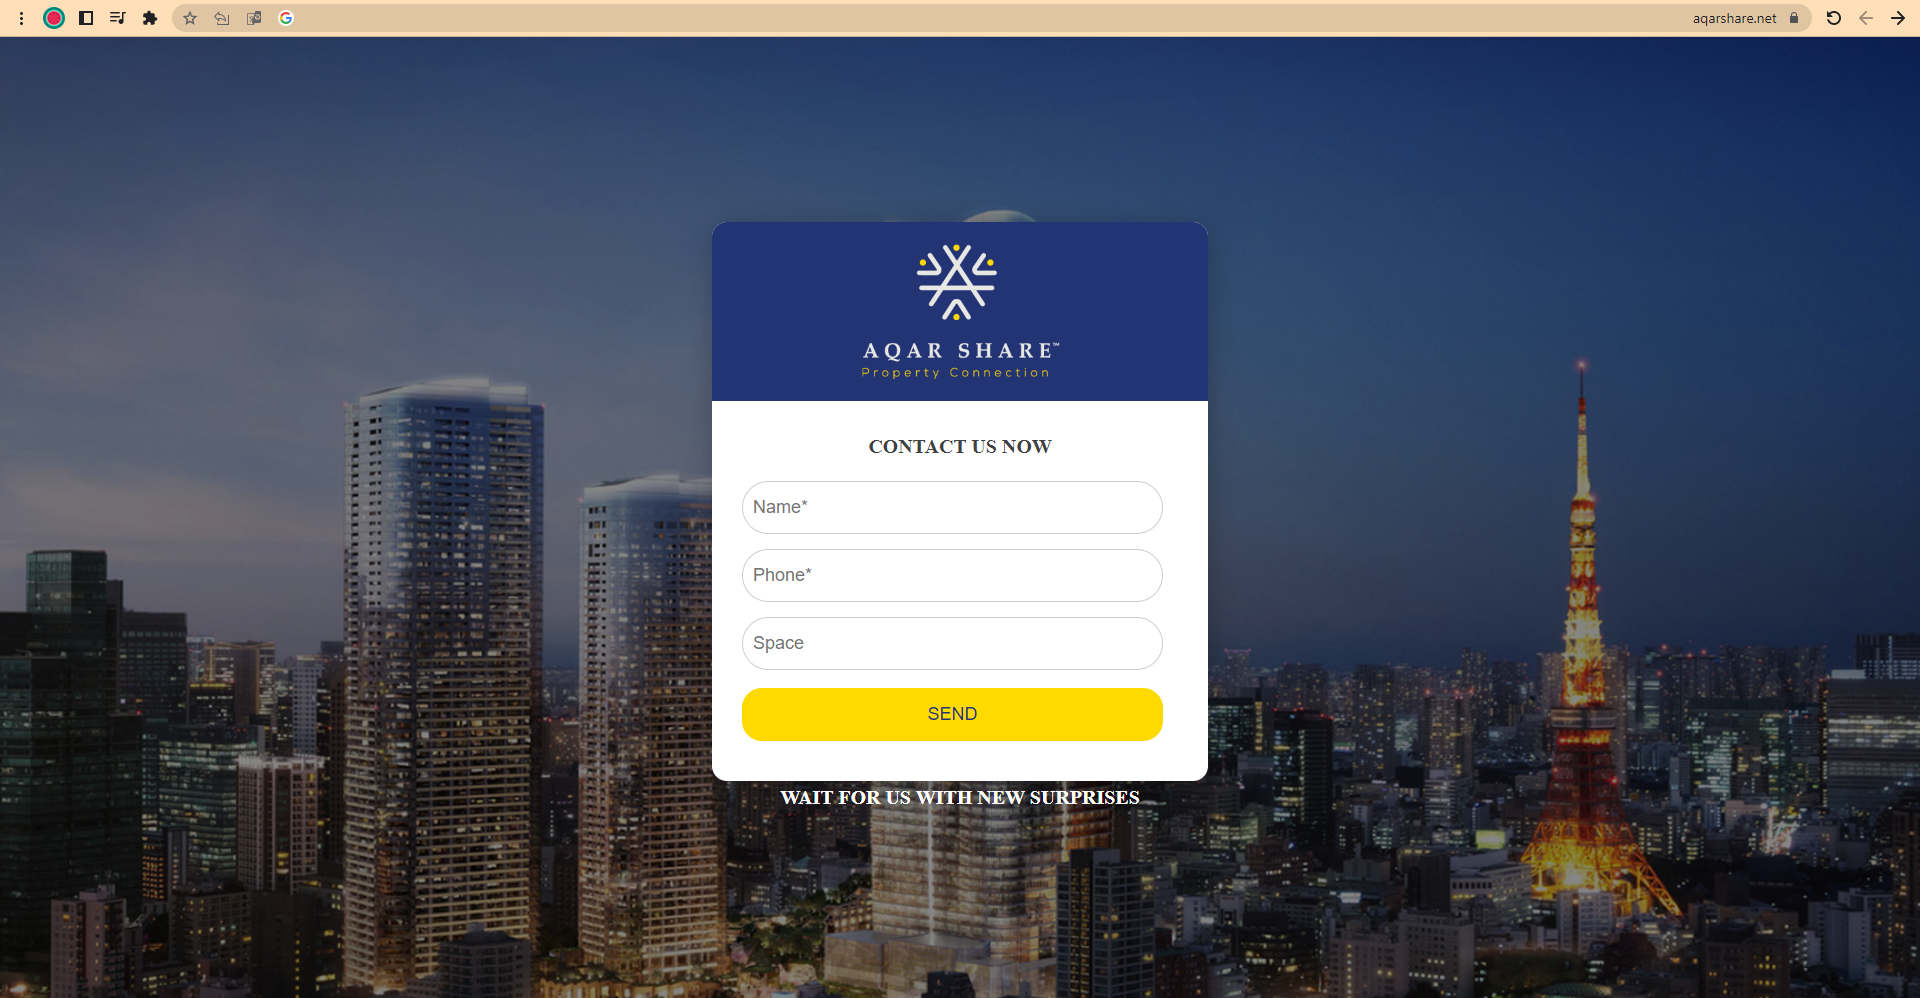 aqarshare.net
AQAR SHARE™
Property Connection
CONTACT US NOW
Name*
Phone*
Space
SEND
WAIT FOR US WITH NEW SURPRISES